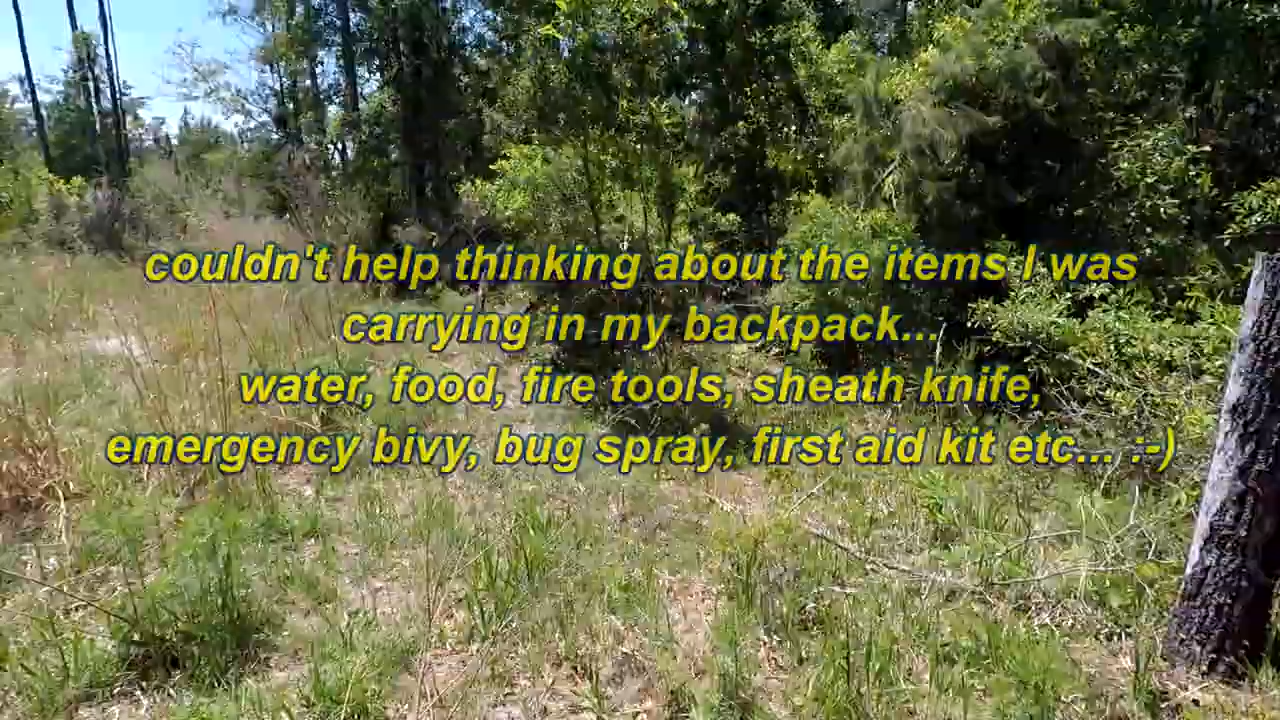 couldn't help thinking about the items I was
carrying in my backpack...
water, food, fire tools, sheath knife,
emergency bivy, bug spray, first aid kit etc... :-)